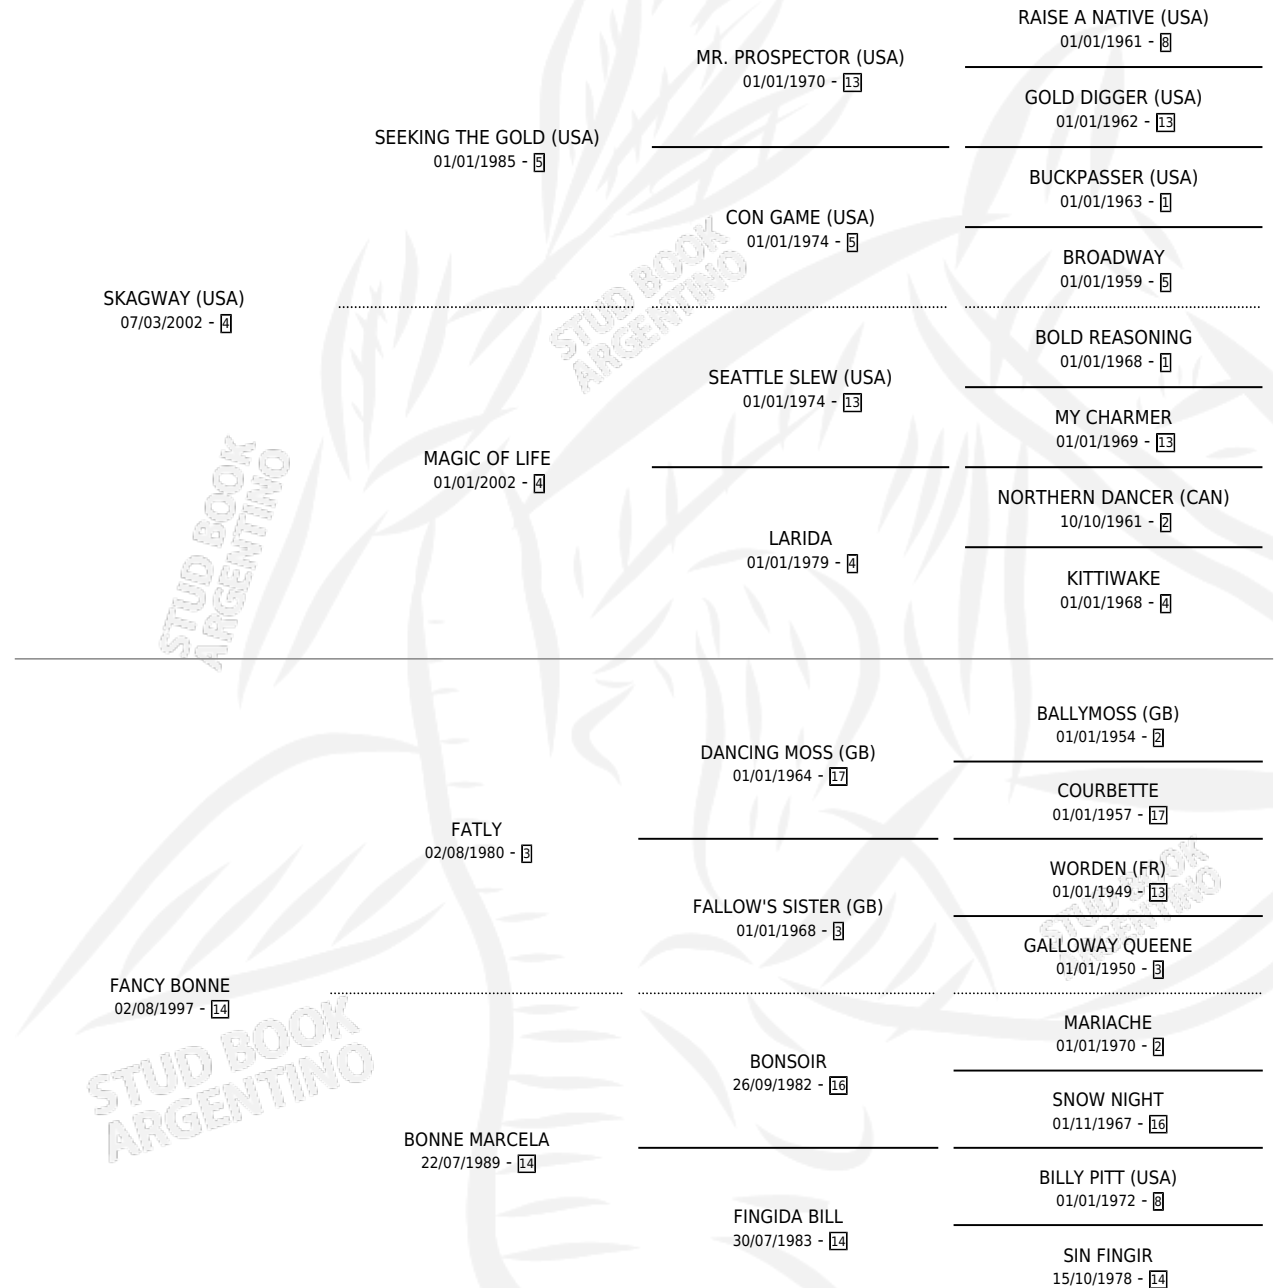 RAISE A NATIVE (USA)
01/01/1961 - 8
MR. PROSPECTOR (USA)
01/01/1970 - 13
GOLD DIGGER (USA)
01/01/1962 - 13
SEEKING THE GOLD (USA)
01/01/1985 - 5
BUCKPASSER (USA)
01/01/1963 - 1
CON GAME (USA)
01/01/1974 - 5
BROADWAY
01/01/1959 - 5
SKAGWAY (USA)
07/03/2002 - 4
BOLD REASONING
01/01/1968 - 1
SEATTLE SLEW (USA)
01/01/1974 - 13
MY CHARMER
01/01/1969 - 13
MAGIC OF LIFE
01/01/2002 - 4
NORTHERN DANCER (CAN)
10/10/1961 - 2
LARIDA
01/01/1979 - 4
KITTIWAKE
01/01/1968 - 4
BALLYMOSS (GB)
01/01/1954 - 2
DANCING MOSS (GB)
01/01/1964 - 17
COURBETTE
01/01/1957 - 17
FATLY
02/08/1980 - 3
WORDEN (FR)
01/01/1949 - 13
FALLOW'S SISTER (GB)
01/01/1968 - 3
GALLOWAY QUEENE
01/01/1950 - 3
FANCY BONNE
02/08/1997 - 14
MARIACHE
01/01/1970 - 2
BONSOIR
26/09/1982 - 16
SNOW NIGHT
01/11/1967 - 16
BONNE MARCELA
22/07/1989 - 14
BILLY PITT (USA)
01/01/1972 - 8
FINGIDA BILL
30/07/1983 - 14
SIN FINGIR
15/10/1978 - 14
STUD BOOK
ARGENTINO
STUD BOOK
ARGENTINO
STUD BOOK
ARGENTINO
STUD BOOK
ARGENTINO